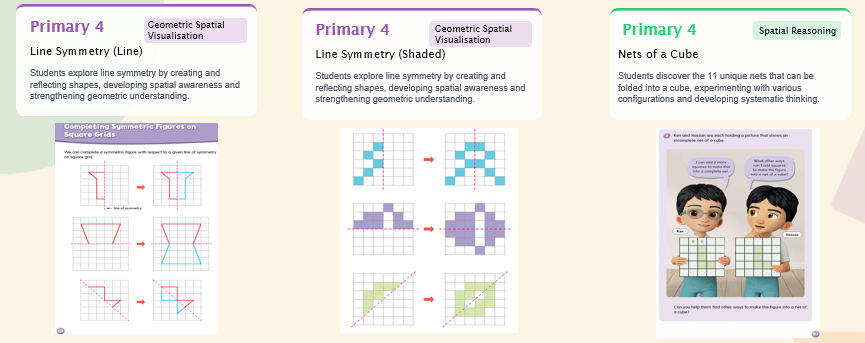 Primary 4
Geometric Spatial
Visualisation
Line Symmetry (Line)
Students explore line symmetry by creating and
reflecting shapes, developing spatial awareness and
strengthening geometric understanding.
Completing Symmetric Figures on
Square Grids
We can complete a symmetric figure with respect to a given line of symmetry
on square grid.
line of symmetry
Primary 4
Geometric Spatial
Visualisation
Line Symmetry (Shaded)
Students explore line symmetry by creating and
reflecting shapes, developing spatial awareness and
strengthening geometric understanding.
Primary 4
Spatial Reasoning
Nets of a Cube
Students discover the 11 unique nets that can be
folded into a cube, experimenting with various
configurations and developing systematic thinking.
Ken and Hassan are each holding a picture that shows an
incomplete net of a cube.
I can add 2 more
squares to make this
into a complete net.
What other ways
can I add squares
to make the figure
into a net of a cube?
Ken
Hassan
Can you help them find other ways to make the figure into a net of
a cube?